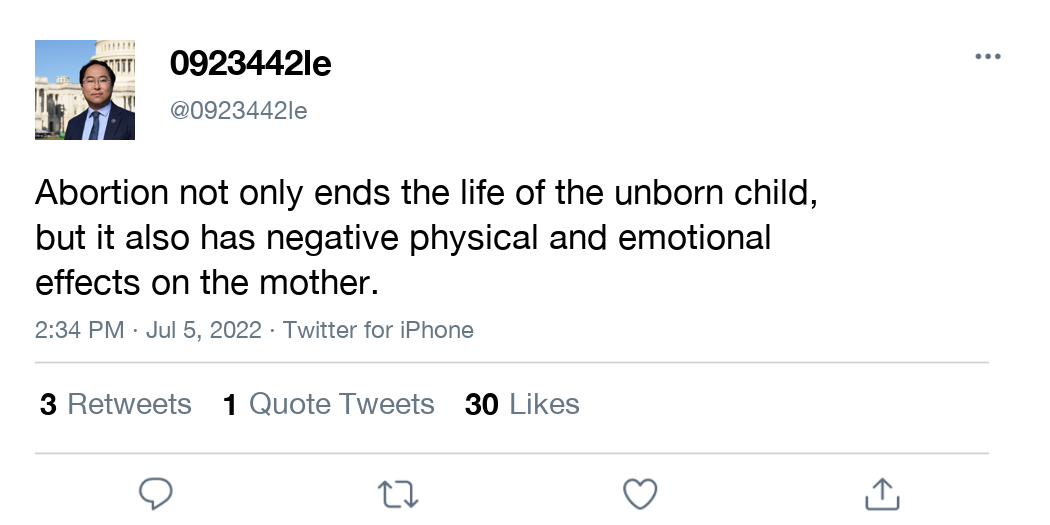 0923442le
@0923442le
Abortion not only ends the life of the unborn child,
but it also has negative physical and emotional
effects on the mother.
2:34 PM · Jul 5, 2022 · Twitter for iPhone
3 Retweets 1 Quote Tweets 30 Likes